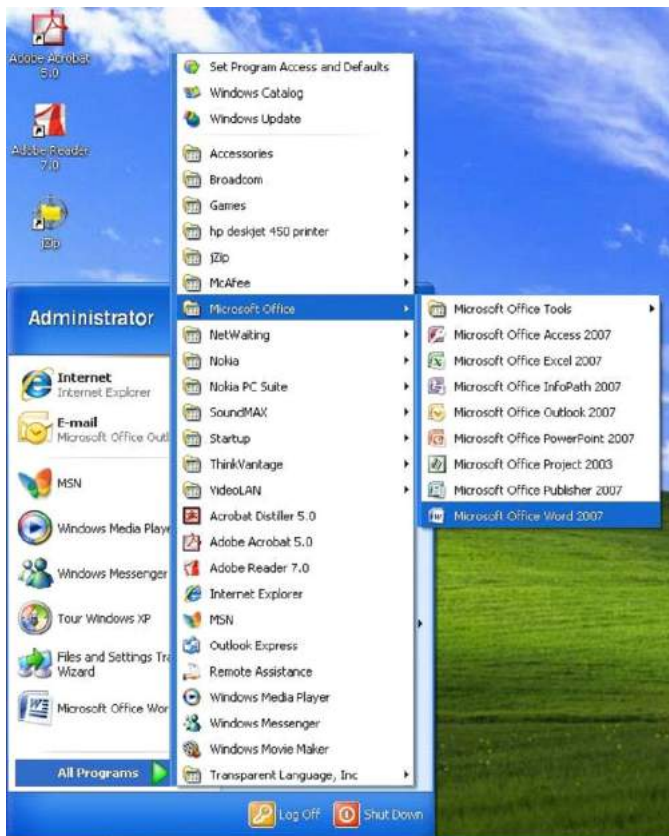 Adobe Acrobat
5.0
Adobe Reader
7.0
jZip
Administrator
Internet
Internet Explorer
E-mail
Microsoft Office Outl
MSN
Windows Media Playe
Windows Messenger
Tour Windows XP
Files and Settings Tra
Wizard
Microsoft Office Wor
All Programs
Set Program Access and Defaults
Windows Catalog
Windows Update
Accessories
Broadcom
Games
hp deskjet 450 printer
jZip
McAfee
Microsoft Office
NetWaiting
Nokia
Nokia PC Suite
SoundMAX
Startup
ThinkVantage
VideoLAN
Acrobat Distiller 5.0
Adobe Acrobat 5.0
Adobe Reader 7.0
Internet Explorer
MSN
Outlook Express
Remote Assistance
Windows Media Player
Windows Messenger
Windows Movie Maker
Transparent Language, Inc
Microsoft Office Tools
Microsoft Office Access 2007
Microsoft Office Excel 2007
Microsoft Office InfoPath 2007
Microsoft Office Outlook 2007
Microsoft Office PowerPoint 2007
Microsoft Office Project 2003
Microsoft Office Publisher 2007
Microsoft Office Word 2007
Log Off
Shut Down